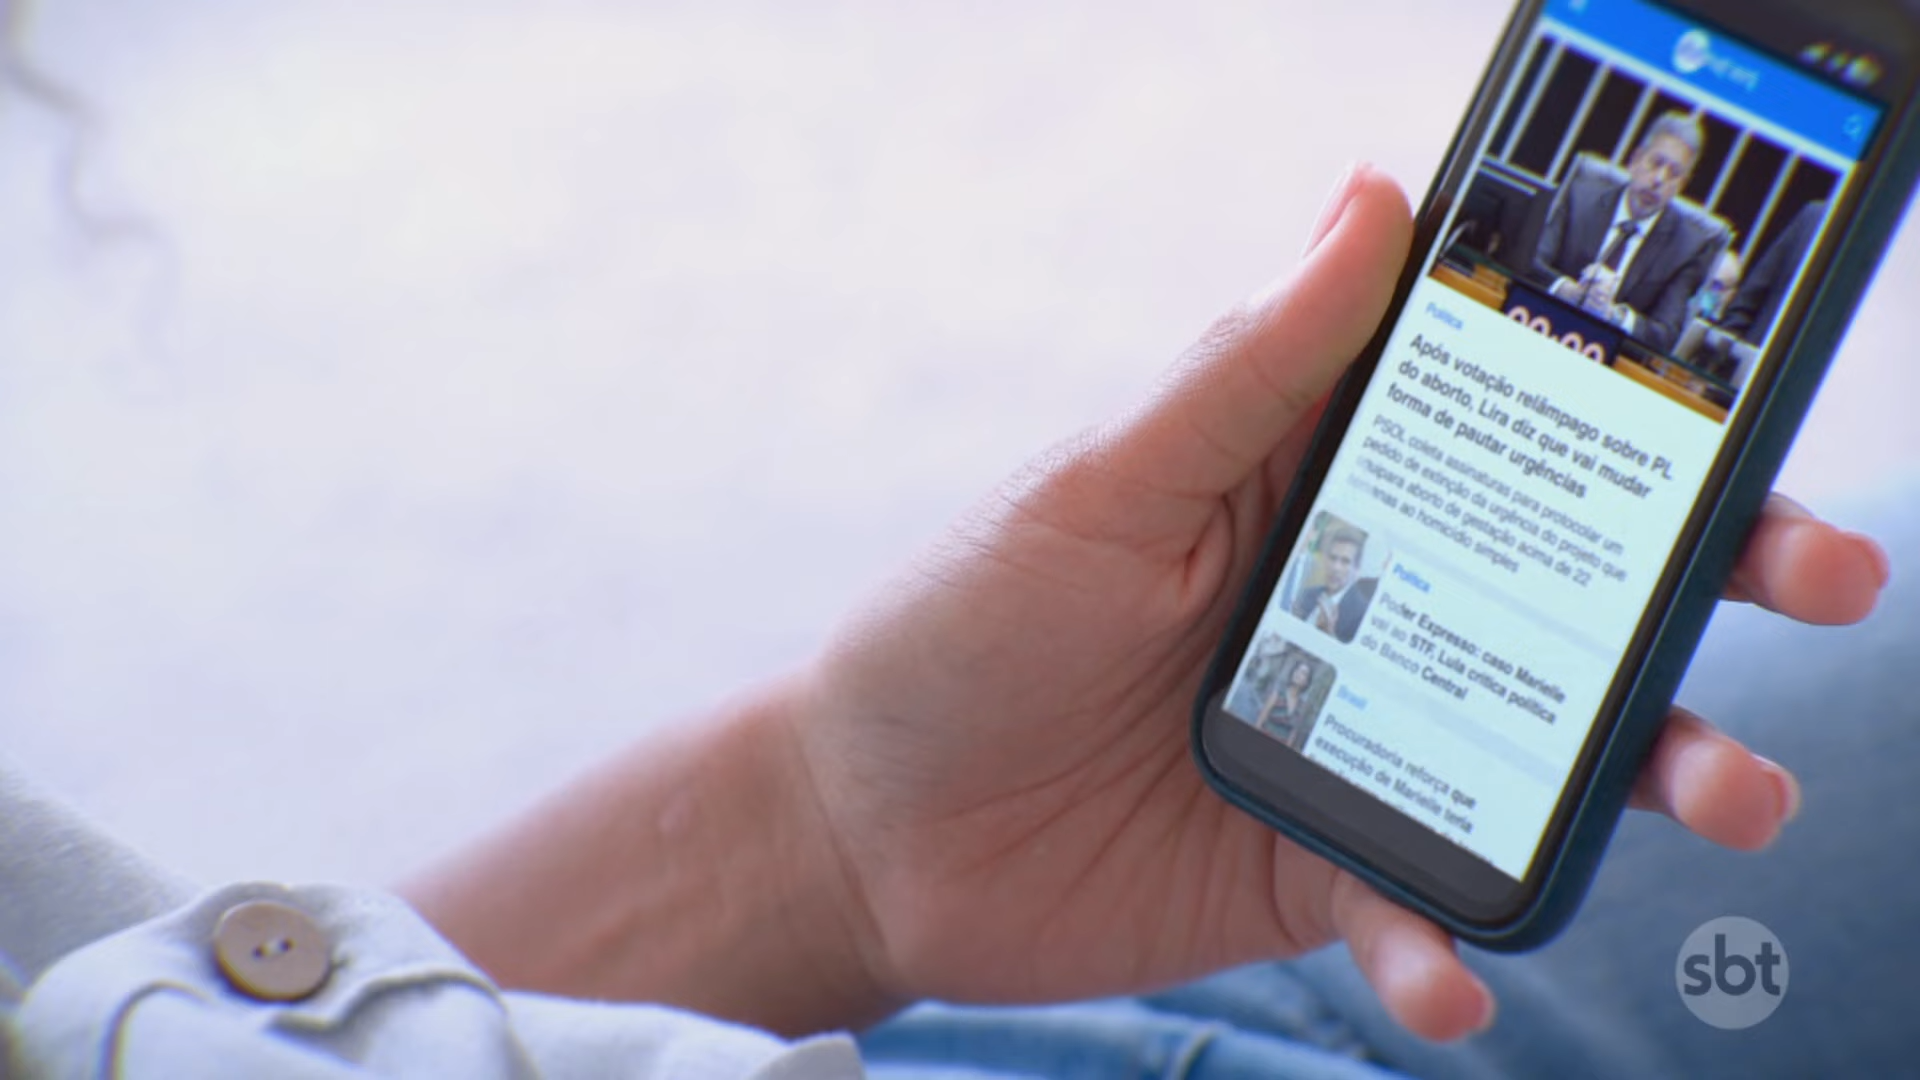 news
00:00
Política
Após votação relâmpago sobre PL
do aborto, Lira diz que vai mudar
forma de pautar urgências
PSOL coleta assinaturas para protocolar um
pedido de extinção da urgência do projeto que
equipara aborto de gestação acima de 22
semanas ao homicídio simples
Política
Poder Expresso: caso Marielle
vai ao STF, Lula critica política
do Banco Central
Brasil
Procuradoria reforça que
execução de Marielle teria
sbt